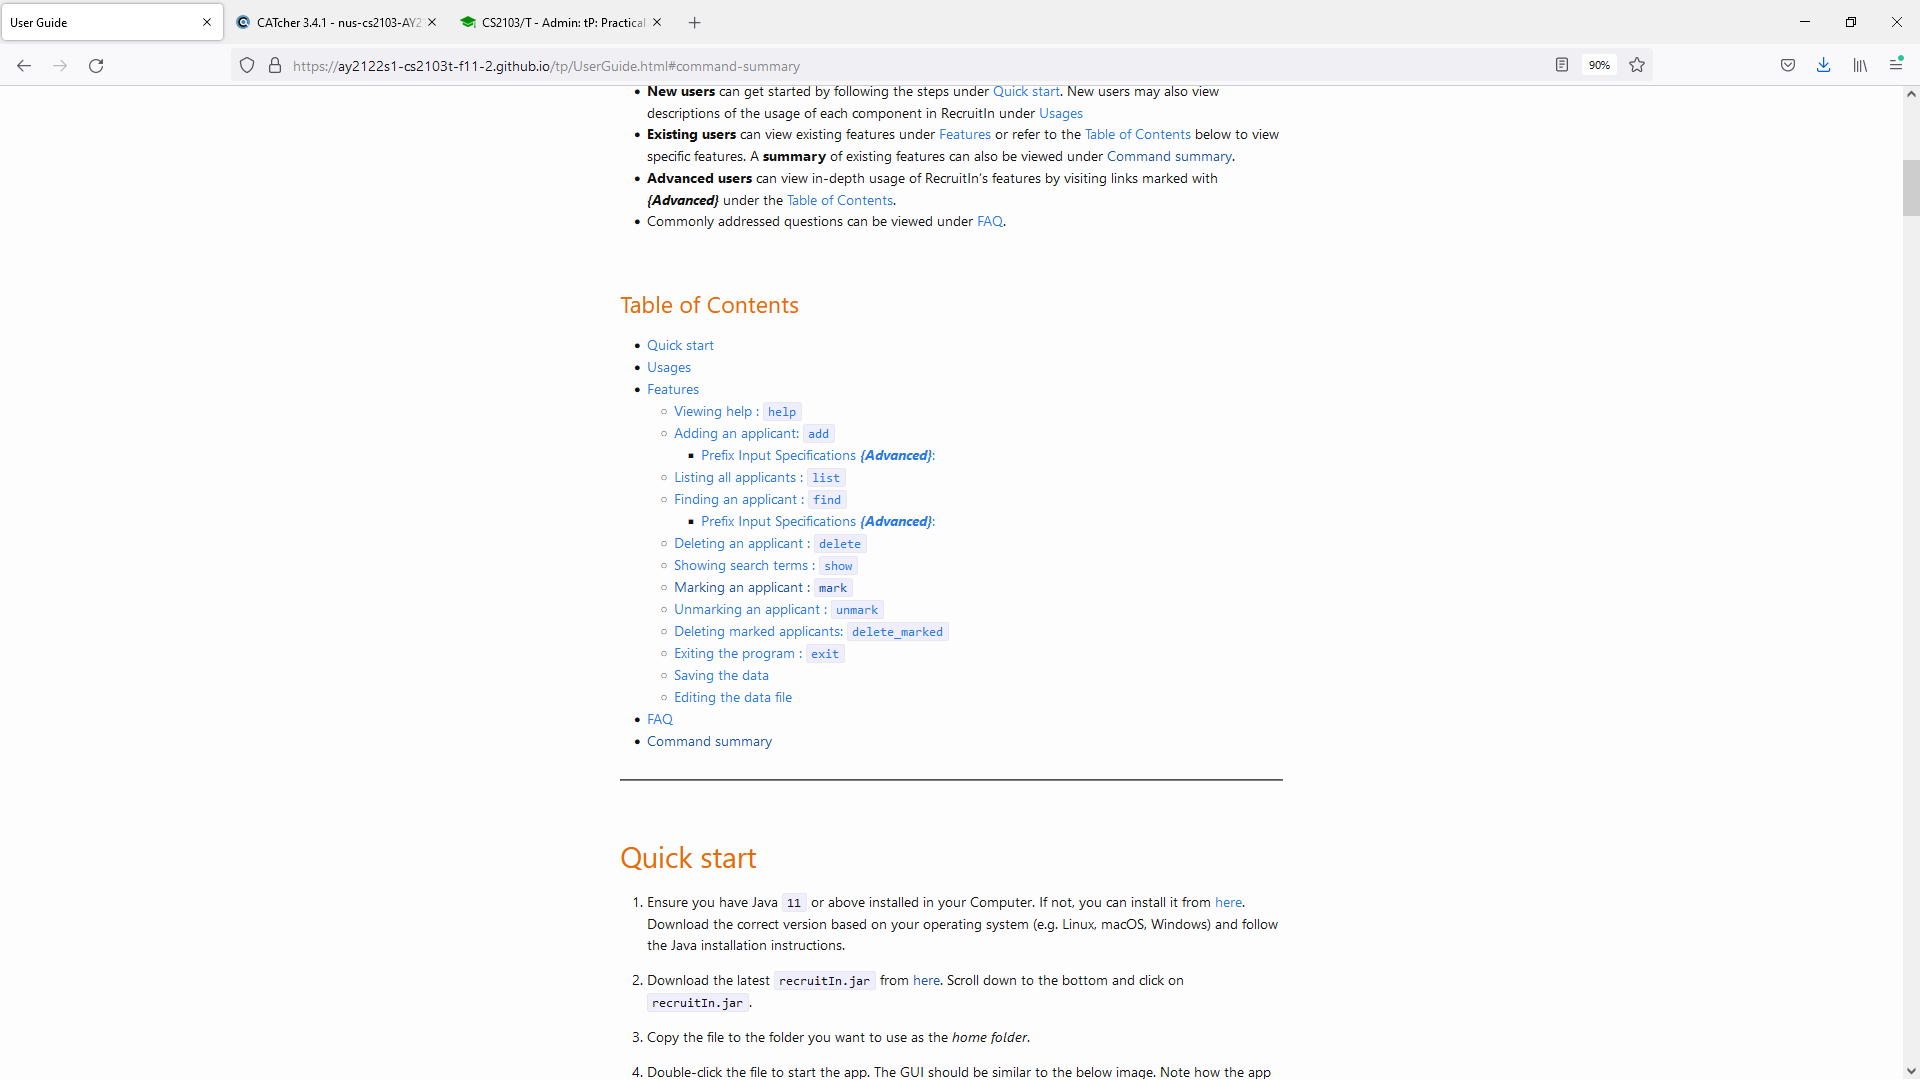 User Guide
CATcher 3.4.1 - nus-cs2103-AY2
CS2103/T - Admin: tP: Practical
https://ay2122s1-cs2103t-f11-2.github.io/tp/UserGuide.html#command-summary
90%
New users can get started by following the steps under Quick start. New users may also view
descriptions of the usage of each component in RecruitIn under Usages
Existing users can view existing features under Features or refer to the Table of Contents below to view
specific features. A summary of existing features can also be viewed under Command summary.
Advanced users can view in-depth usage of RecruitIn's features by visiting links marked with
{Advanced} under the Table of Contents.
Commonly addressed questions can be viewed under FAQ.
Table of Contents
Quick start
Usages
Features
Viewing help : help
Adding an applicant: add
Prefix Input Specifications {Advanced}:
Listing all applicants : list
Finding an applicant : find
Prefix Input Specifications {Advanced}:
Deleting an applicant : delete
Showing search terms : show
Marking an applicant : mark
Unmarking an applicant : unmark
Deleting marked applicants: delete_marked
Exiting the program : exit
Saving the data
Editing the data file
FAQ
Command summary
Quick start
1. Ensure you have Java 11 or above installed in your Computer. If not, you can install it from here.
Download the correct version based on your operating system (e.g. Linux, macOS, Windows) and follow
the Java installation instructions.
2. Download the latest recruitIn.jar from here. Scroll down to the bottom and click on
recruitIn.jar.
3. Copy the file to the folder you want to use as the home folder.
4. Double-click the file to start the app. The GUI should be similar to the below image. Note how the app